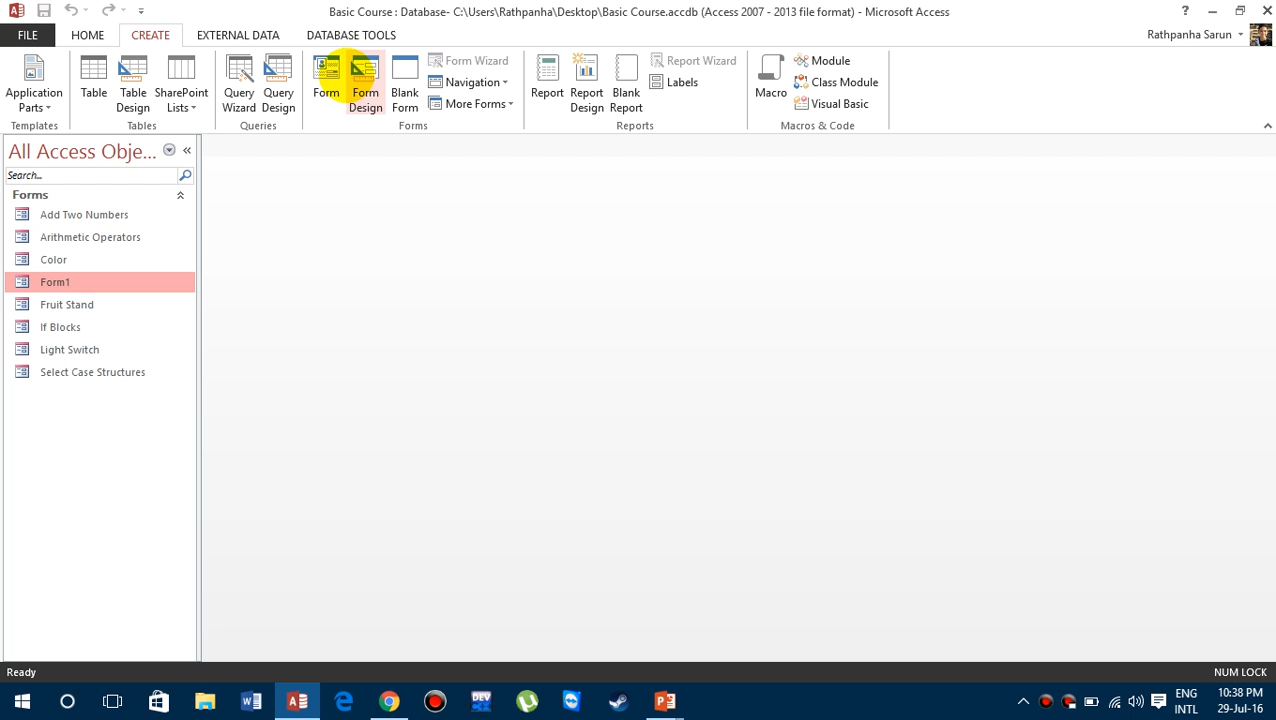 Basic Course : Database- C:\Users\Rathpanha\Desktop\Basic Course.accdb (Access 2007 - 2013 file format) - Microsoft Access
FILE HOME CREATE EXTERNAL DATA DATABASE TOOLS Rathpanha Sarun
Application Parts
Table
Table Design
SharePoint Lists
Query Wizard
Query Design
Form
Form Design
Blank Form
Form Wizard
Navigation
More Forms
Report
Report Design
Blank Report
Report Wizard
Labels
Macro
Module
Class Module
Visual Basic
Templates Tables Queries Forms Reports Macros & Code
All Access Obje...
Search...
Forms
Add Two Numbers
Arithmetic Operators
Color
Form1
Fruit Stand
If Blocks
Light Switch
Select Case Structures
Ready NUM LOCK
DEV
ENG 10:38 PM
INTL 29-Jul-16